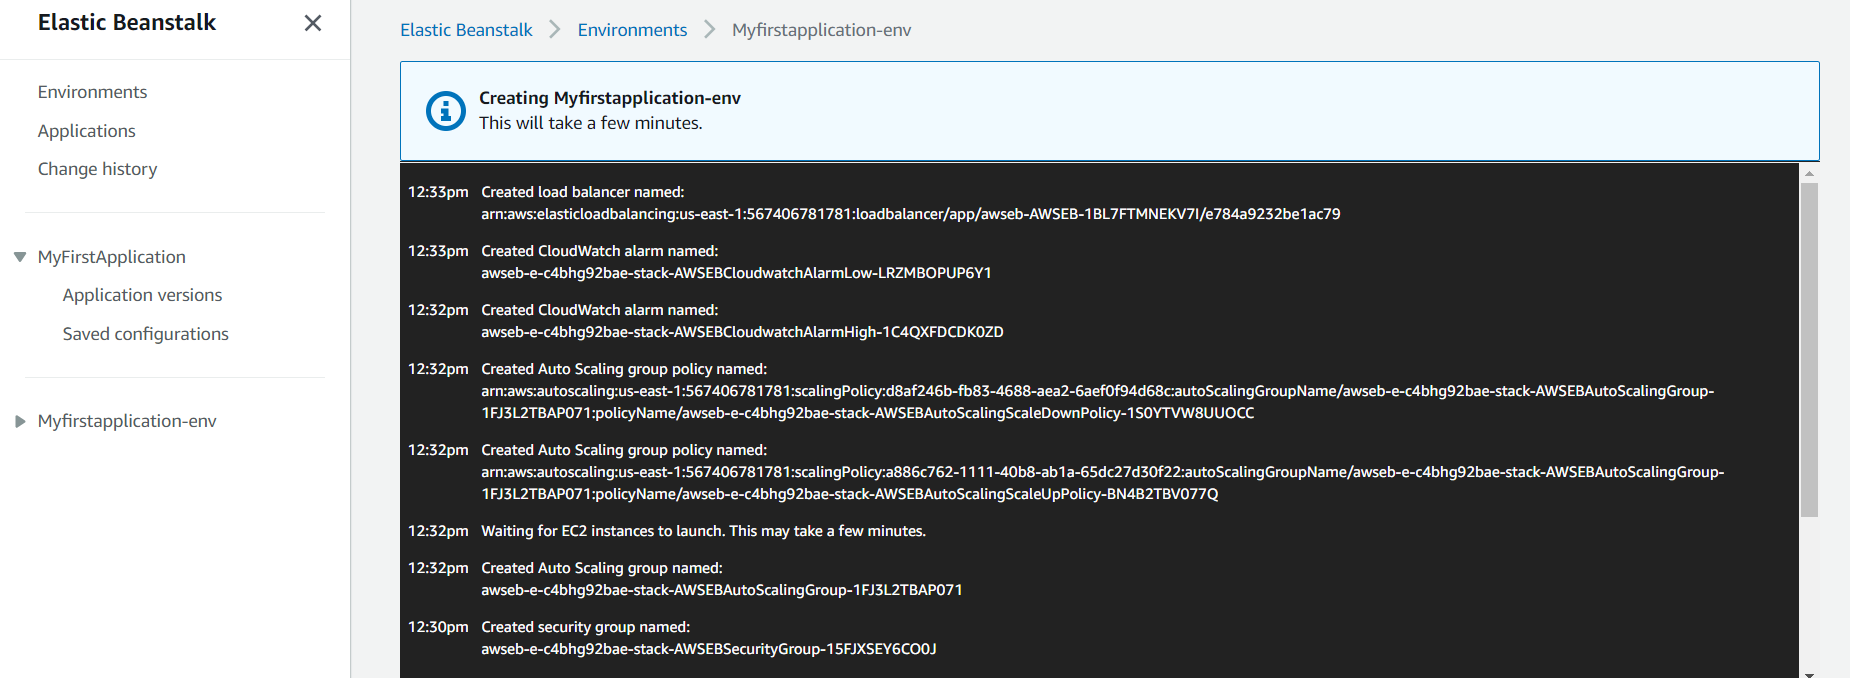 Elastic Beanstalk
Environments
Applications
Change history
MyFirstApplication
Application versions
Saved configurations
Myfirstapplication-env
Elastic Beanstalk Environments Myfirstapplication-env
Creating Myfirstapplication-env
This will take a few minutes.
12:33pm Created load balancer named:
arn:aws:elasticloadbalancing:us-east-1:567406781781:loadbalancer/app/awseb-AWSEB-1BL7FTMNEKV7I/e784a9232be1ac79
12:33pm Created CloudWatch alarm named:
awseb-e-c4bhg92bae-stack-AWSEBCloudwatchAlarmLow-LRZMBOPUP6Y1
12:32pm Created CloudWatch alarm named:
awseb-e-c4bhg92bae-stack-AWSEBCloudwatchAlarmHigh-1C4QXFDCDK0ZD
12:32pm Created Auto Scaling group policy named:
arn:aws:autoscaling:us-east-1:567406781781:scalingPolicy:d8af246b-fb83-4688-aea2-6aef0f94d68c:autoScalingGroupName/awseb-e-c4bhg92bae-stack-AWSEBAutoScalingGroup-
1FJ3L2TBAP071:policyName/awseb-e-c4bhg92bae-stack-AWSEBAutoScalingScaleDownPolicy-1S0YTVW8UUOCC
12:32pm Created Auto Scaling group policy named:
arn:aws:autoscaling:us-east-1:567406781781:scalingPolicy:a886c762-1111-40b8-ab1a-65dc27d30f22:autoScalingGroupName/awseb-e-c4bhg92bae-stack-AWSEBAutoScalingGroup-
1FJ3L2TBAP071:policyName/awseb-e-c4bhg92bae-stack-AWSEBAutoScalingScaleUpPolicy-BN4B2TBV077Q
12:32pm Waiting for EC2 instances to launch. This may take a few minutes.
12:32pm Created Auto Scaling group named:
awseb-e-c4bhg92bae-stack-AWSEBAutoScalingGroup-1FJ3L2TBAP071
12:30pm Created security group named:
awseb-e-c4bhg92bae-stack-AWSEBSecurityGroup-15FJXSEY6CO0J